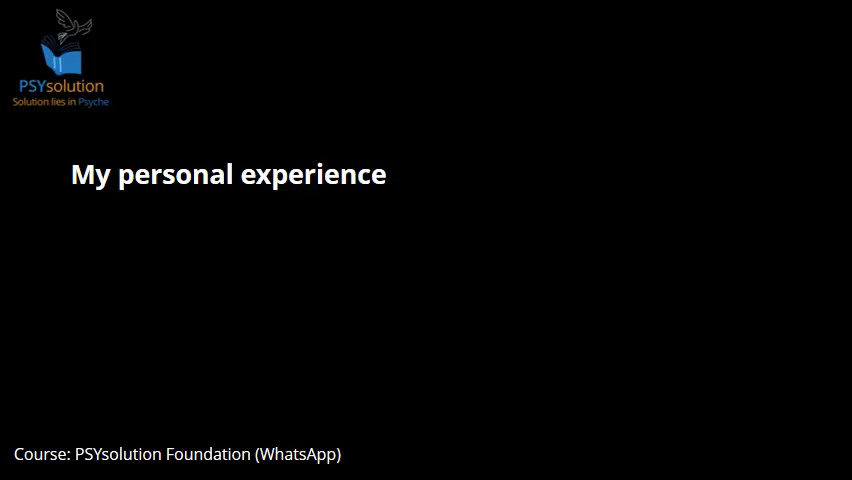 PSYsolution
Solution lies in Psyche
My personal experience
Course: PSYsolution Foundation (WhatsApp)